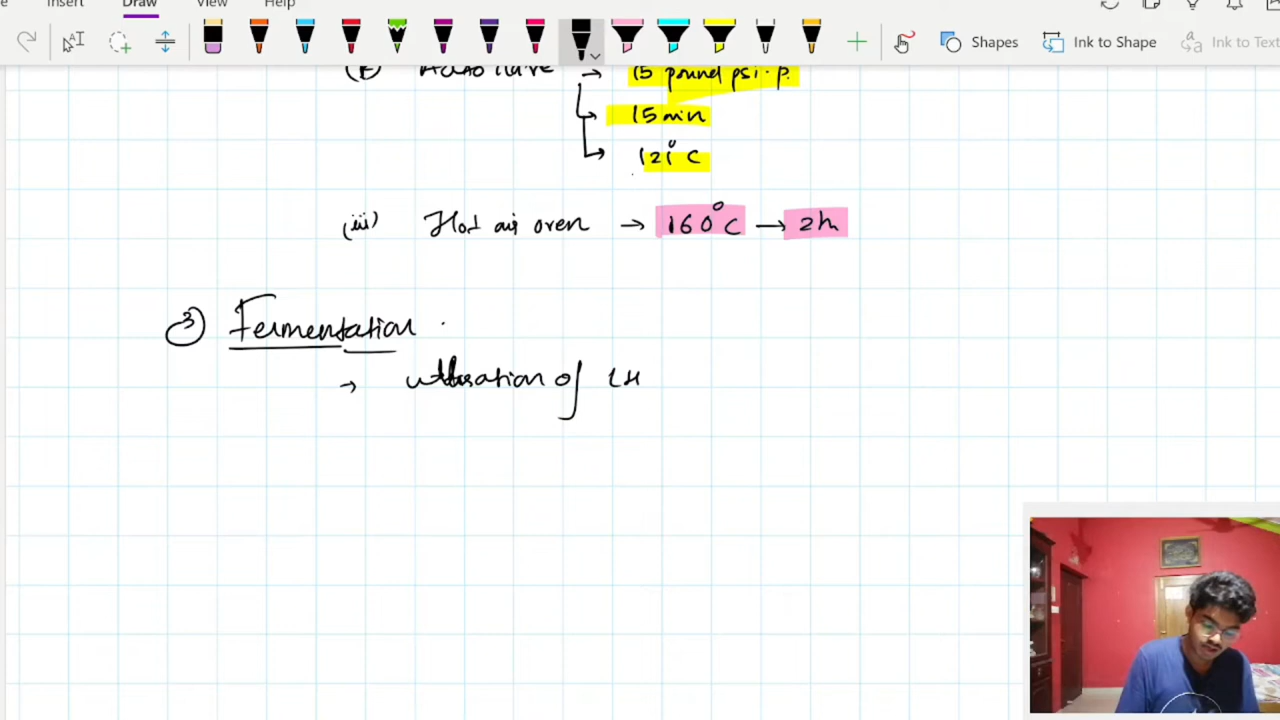 Insert Draw View Help
Shapes Ink to Shape Ink to Text
→ 15 pound psi. p.
→ 15 min
→ 121° C
(iii) Hot air oven → 160°C → 2h
③ Fermentation.
→ utilisation of